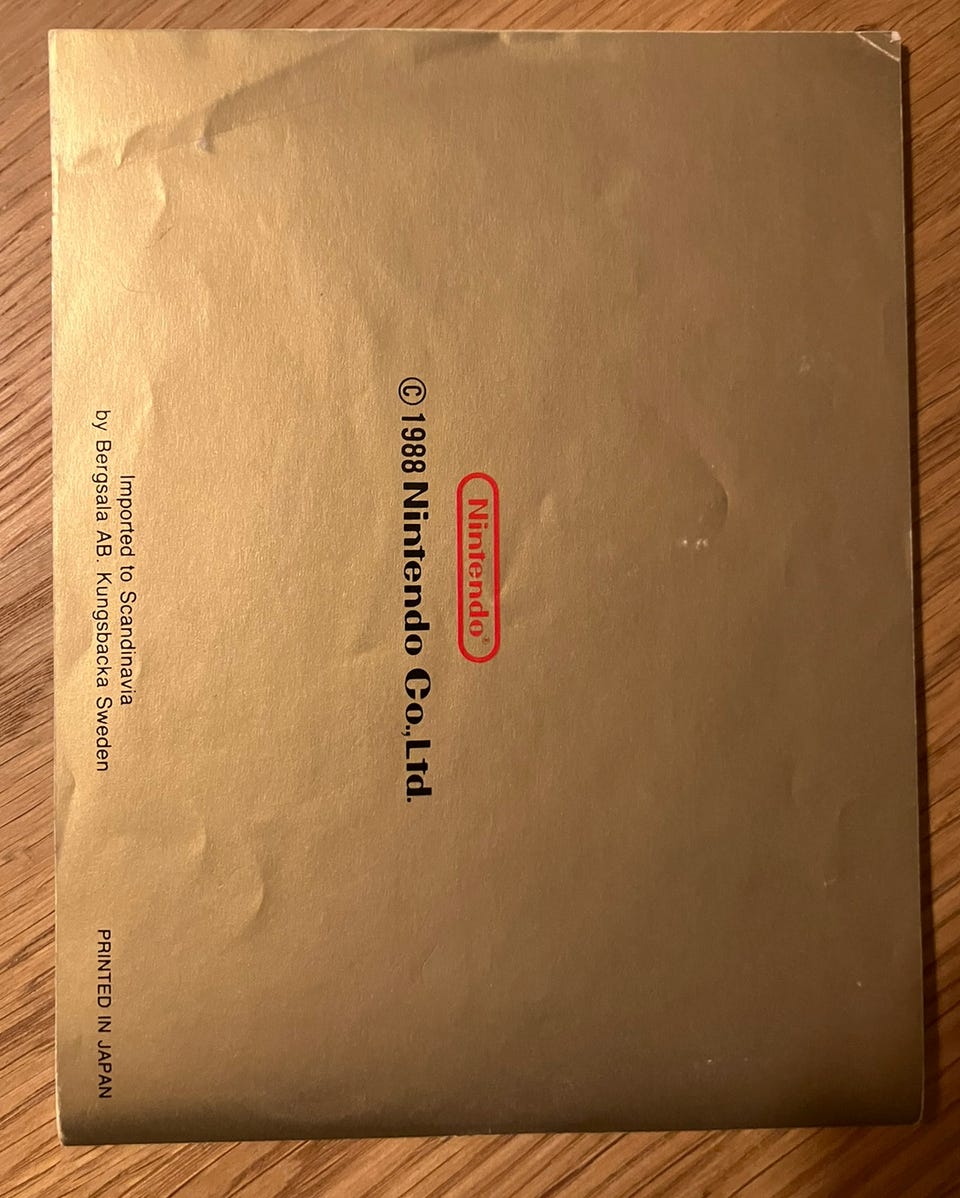 Nintendo®
© 1988 Nintendo Co.,Ltd.
Imported to Scandinavia
by Bergsala AB. Kungsbacka Sweden
PRINTED IN JAPAN